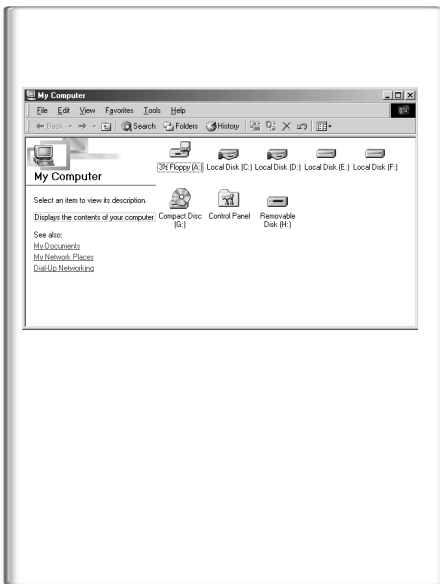 My Computer
File Edit View Favorites Tools Help
Back Search Folders History
My Computer
Select an item to view its description.
Displays the contents of your computer
See also:
My Documents
My Network Places
Dial-Up Networking
3½ Floppy (A:) Local Disk (C:) Local Disk (D:) Local Disk (E:) Local Disk (F:)
Compact Disc (G:) Control Panel Removable Disk (H:)